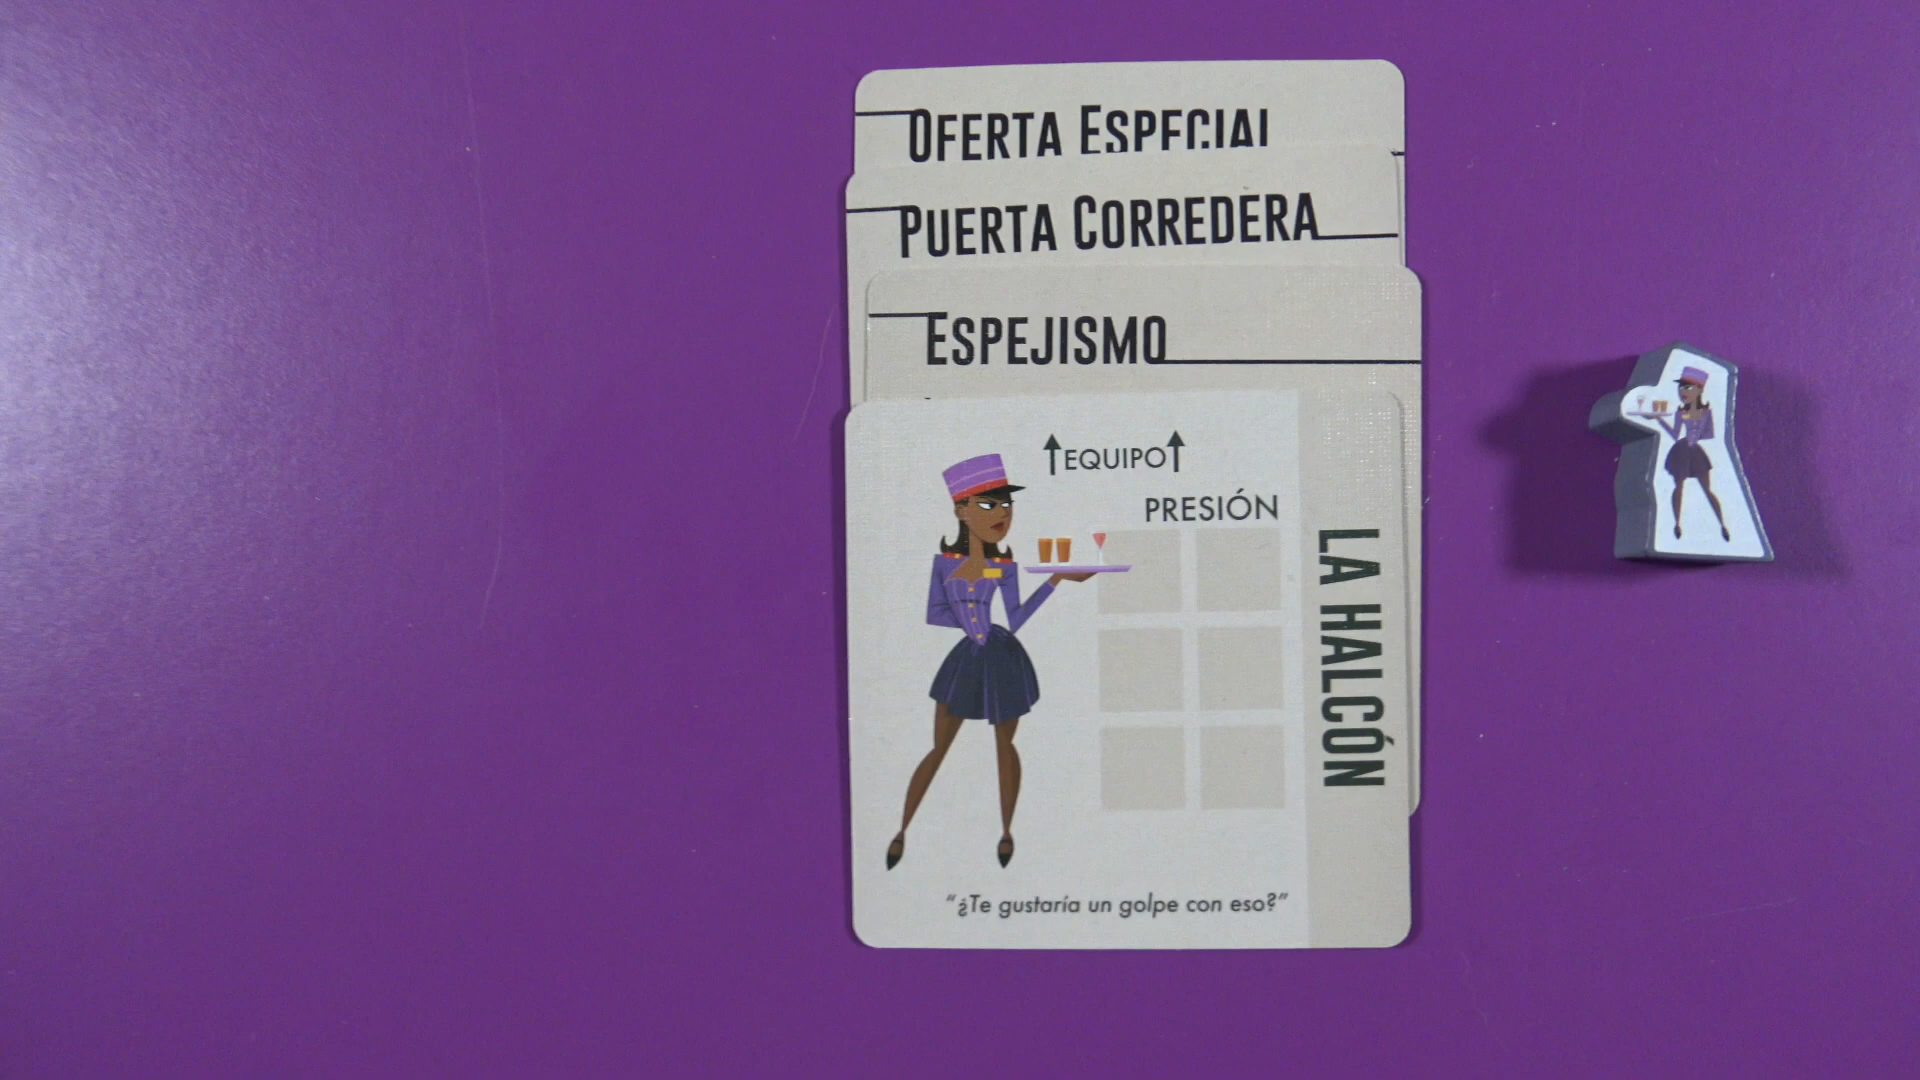 OFERTA ESPECIAL
PUERTA CORREDERA
ESPEJISMO
↑EQUIPO↑
PRESIÓN
LA HALCÓN
"¿Te gustaría un golpe con eso?"